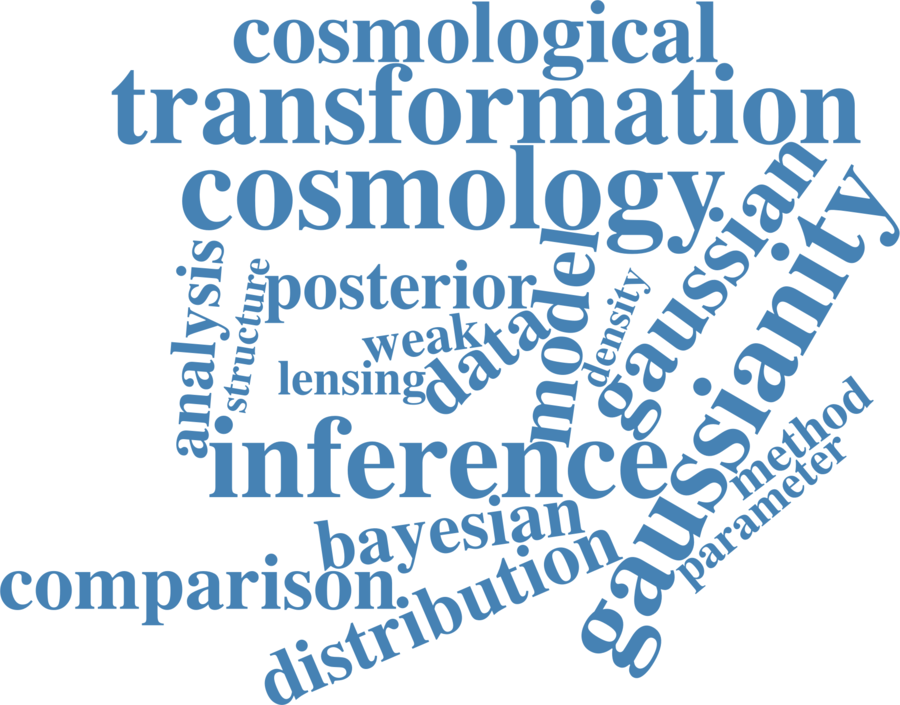 cosmological
transformation
cosmology
gaussian
gaussianity
analysis
structure
posterior
model
density
weak
data
lensing
inference
method
parameter
bayesian
comparison
distribution